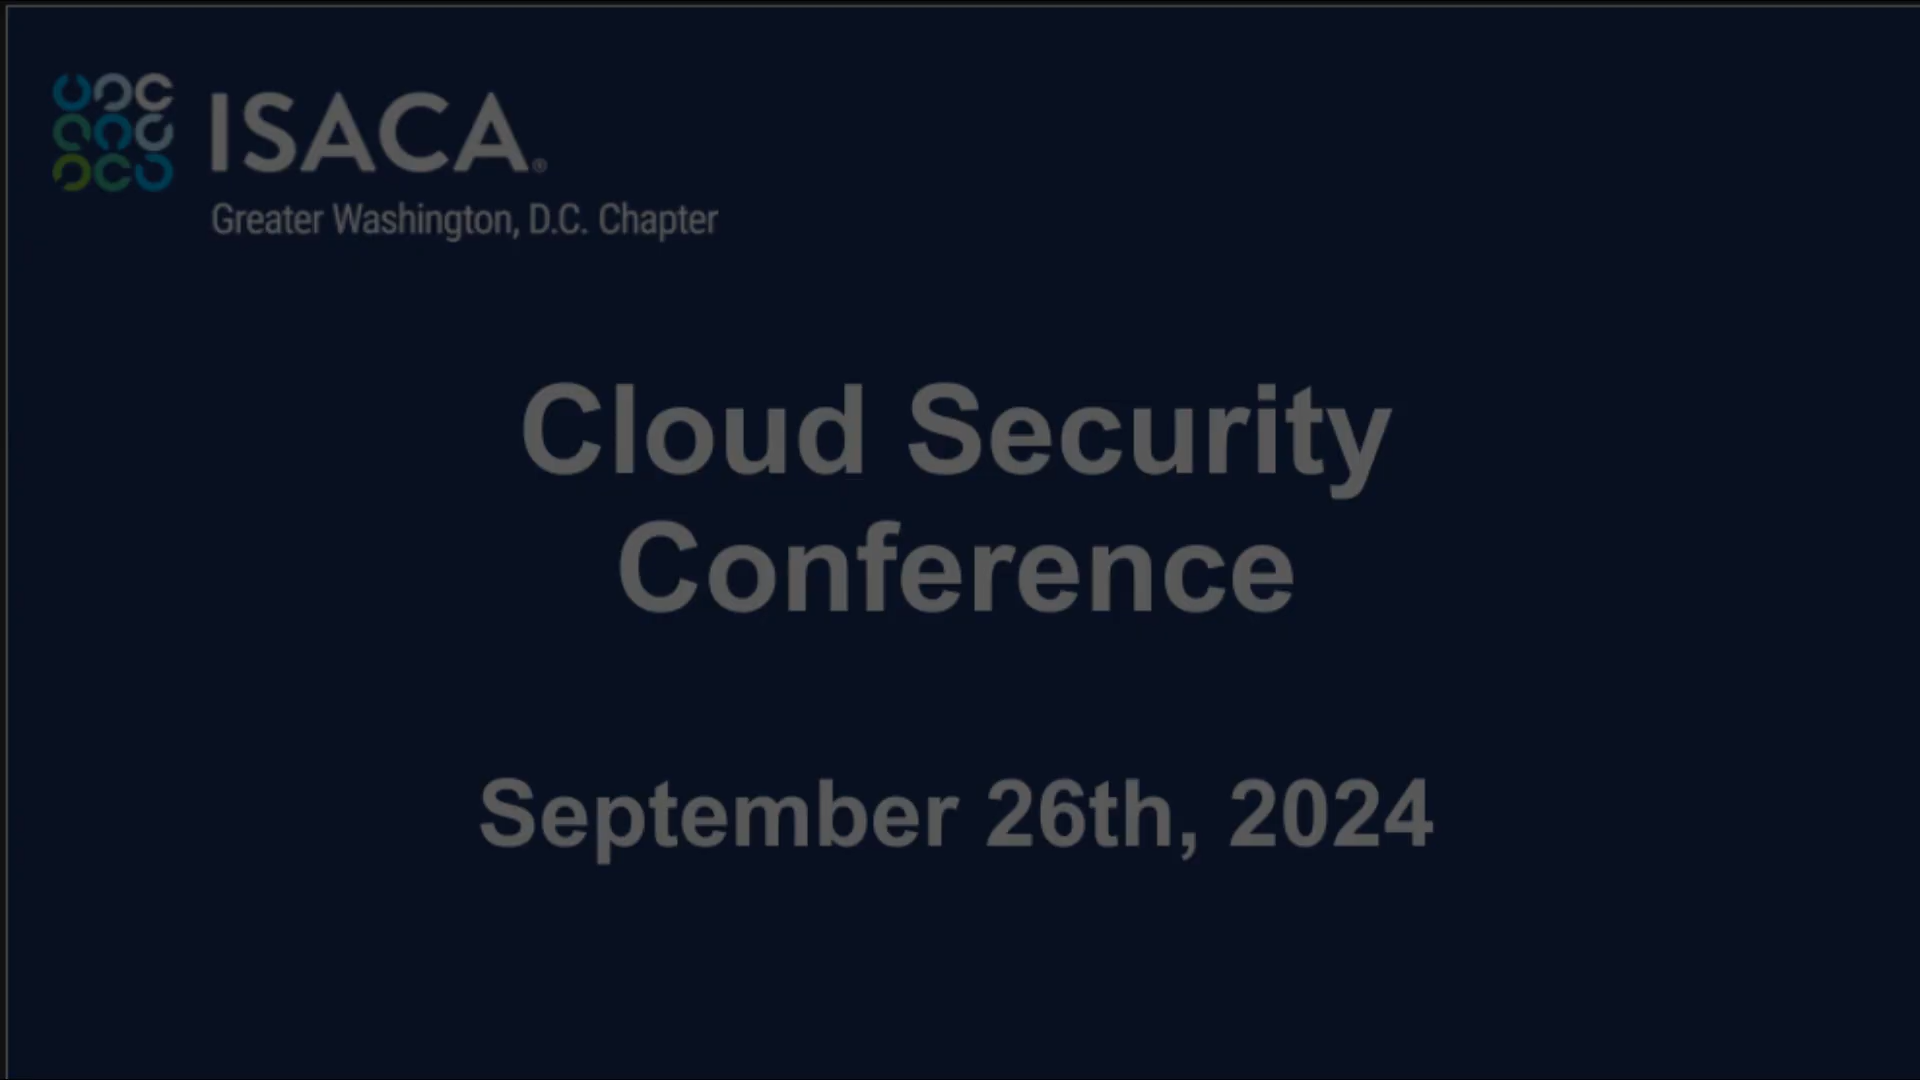 ISACA®
Greater Washington, D.C. Chapter
Cloud Security
Conference
September 26th, 2024